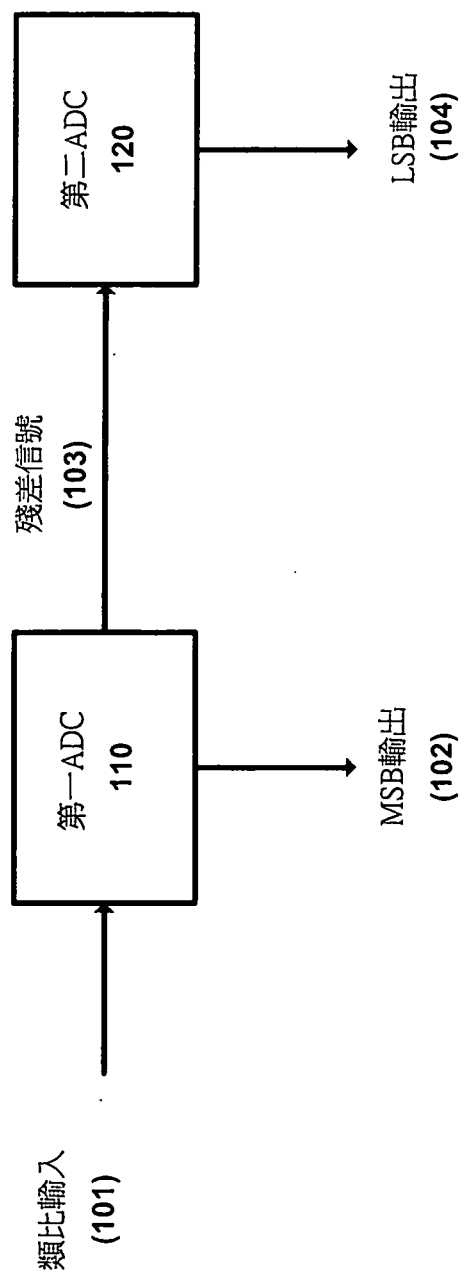 類比輸入
(101)
第一ADC
110
MSB輸出
(102)
殘差信號
(103)
第二ADC
120
LSB輸出
(104)